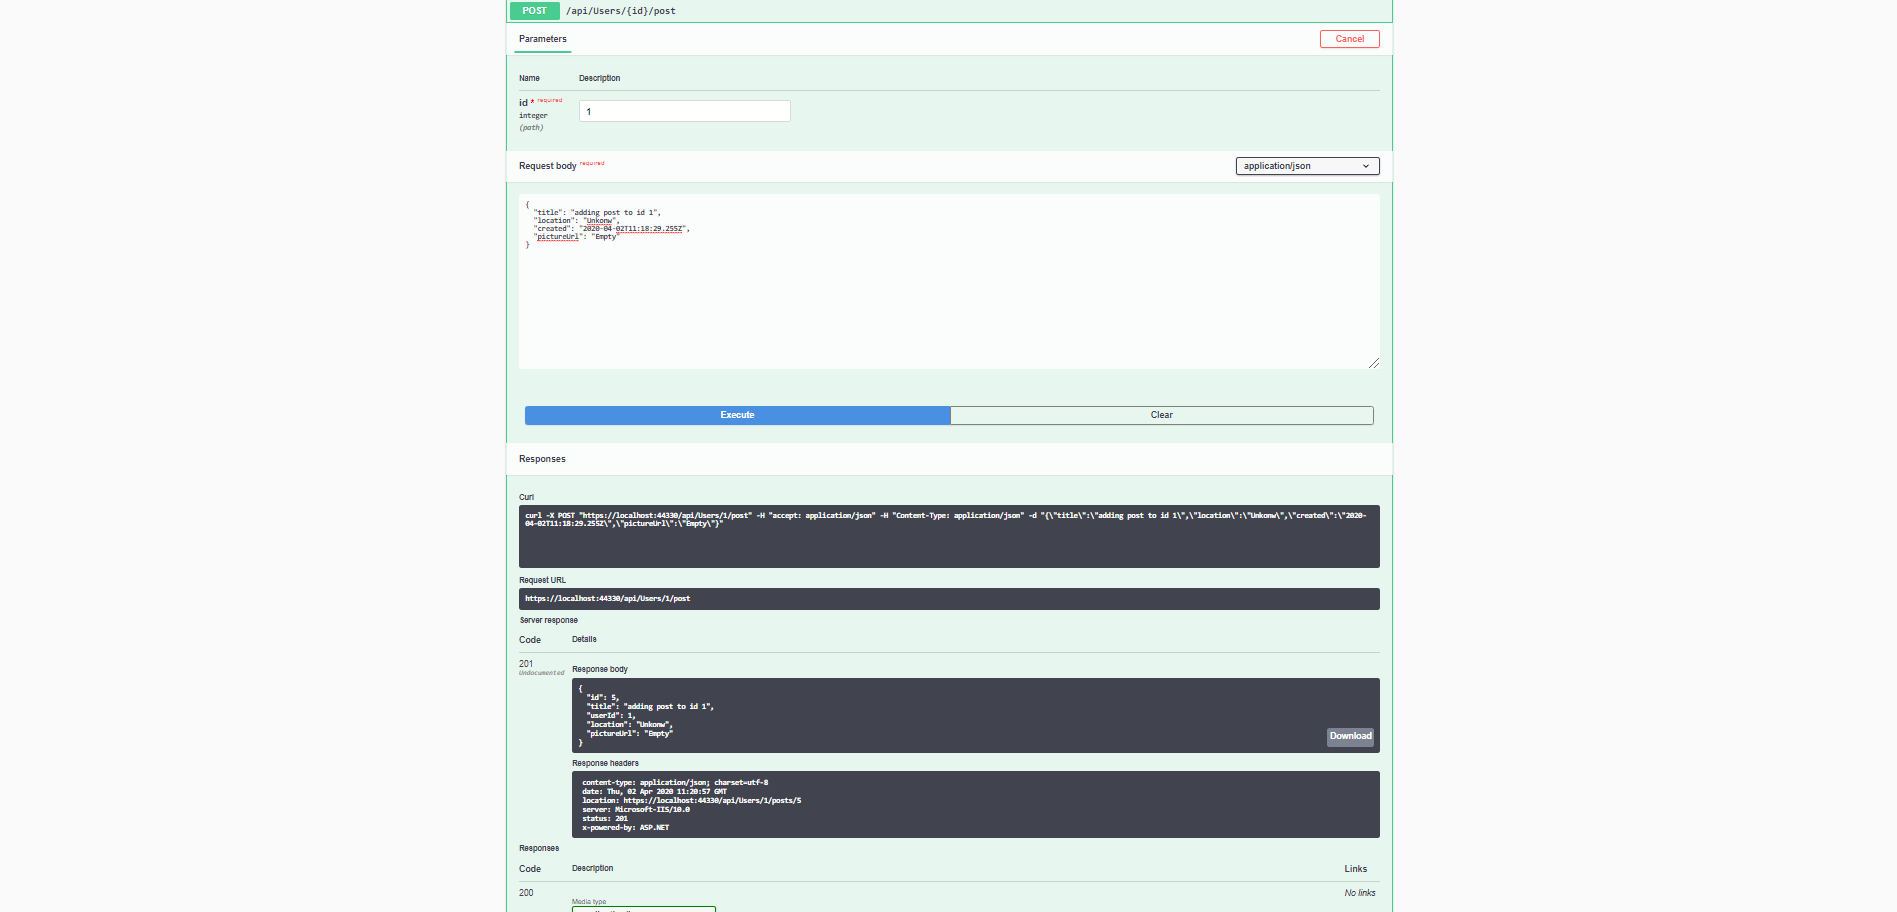 POST /api/Users/{id}/post
Parameters
Cancel
Name Description
id * required
integer
(path)
1
Request body required
application/json
{
"title": "adding post to id 1",
"location": "Unkonw",
"created": "2020-04-02T11:18:29.255Z",
"pictureUrl": "Empty"
}
Execute
Clear
Responses
Curl
curl -X POST "https://localhost:44330/api/Users/1/post" -H "accept: application/json" -H "Content-Type: application/json" -d "{\"title\":\"adding post to id 1\",\"location\":\"Unkonw\",\"created\":\"2020-
04-02T11:18:29.255Z\",\"pictureUrl\":\"Empty\"}"
Request URL
https://localhost:44330/api/Users/1/post
Server response
Code Details
201
Undocumented
Response body
{
"id": 5,
"title": "adding post to id 1",
"userId": 1,
"location": "Unkonw",
"pictureUrl": "Empty"
}
Download
Response headers
content-type: application/json; charset=utf-8
date: Thu, 02 Apr 2020 11:20:57 GMT
location: https://localhost:44330/api/Users/1/posts/5
server: Microsoft-IIS/10.0
status: 201
x-powered-by: ASP.NET
Responses
Code Description Links
200 No links
Media type